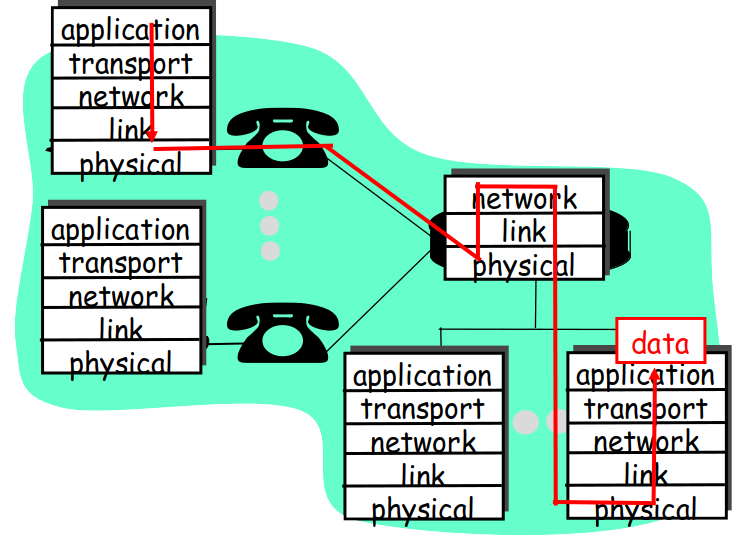 application
transport
network
link
physical
application
transport
network
link
physical
network
link
physical
data
application
transport
network
link
physical
application
transport
network
link
physical